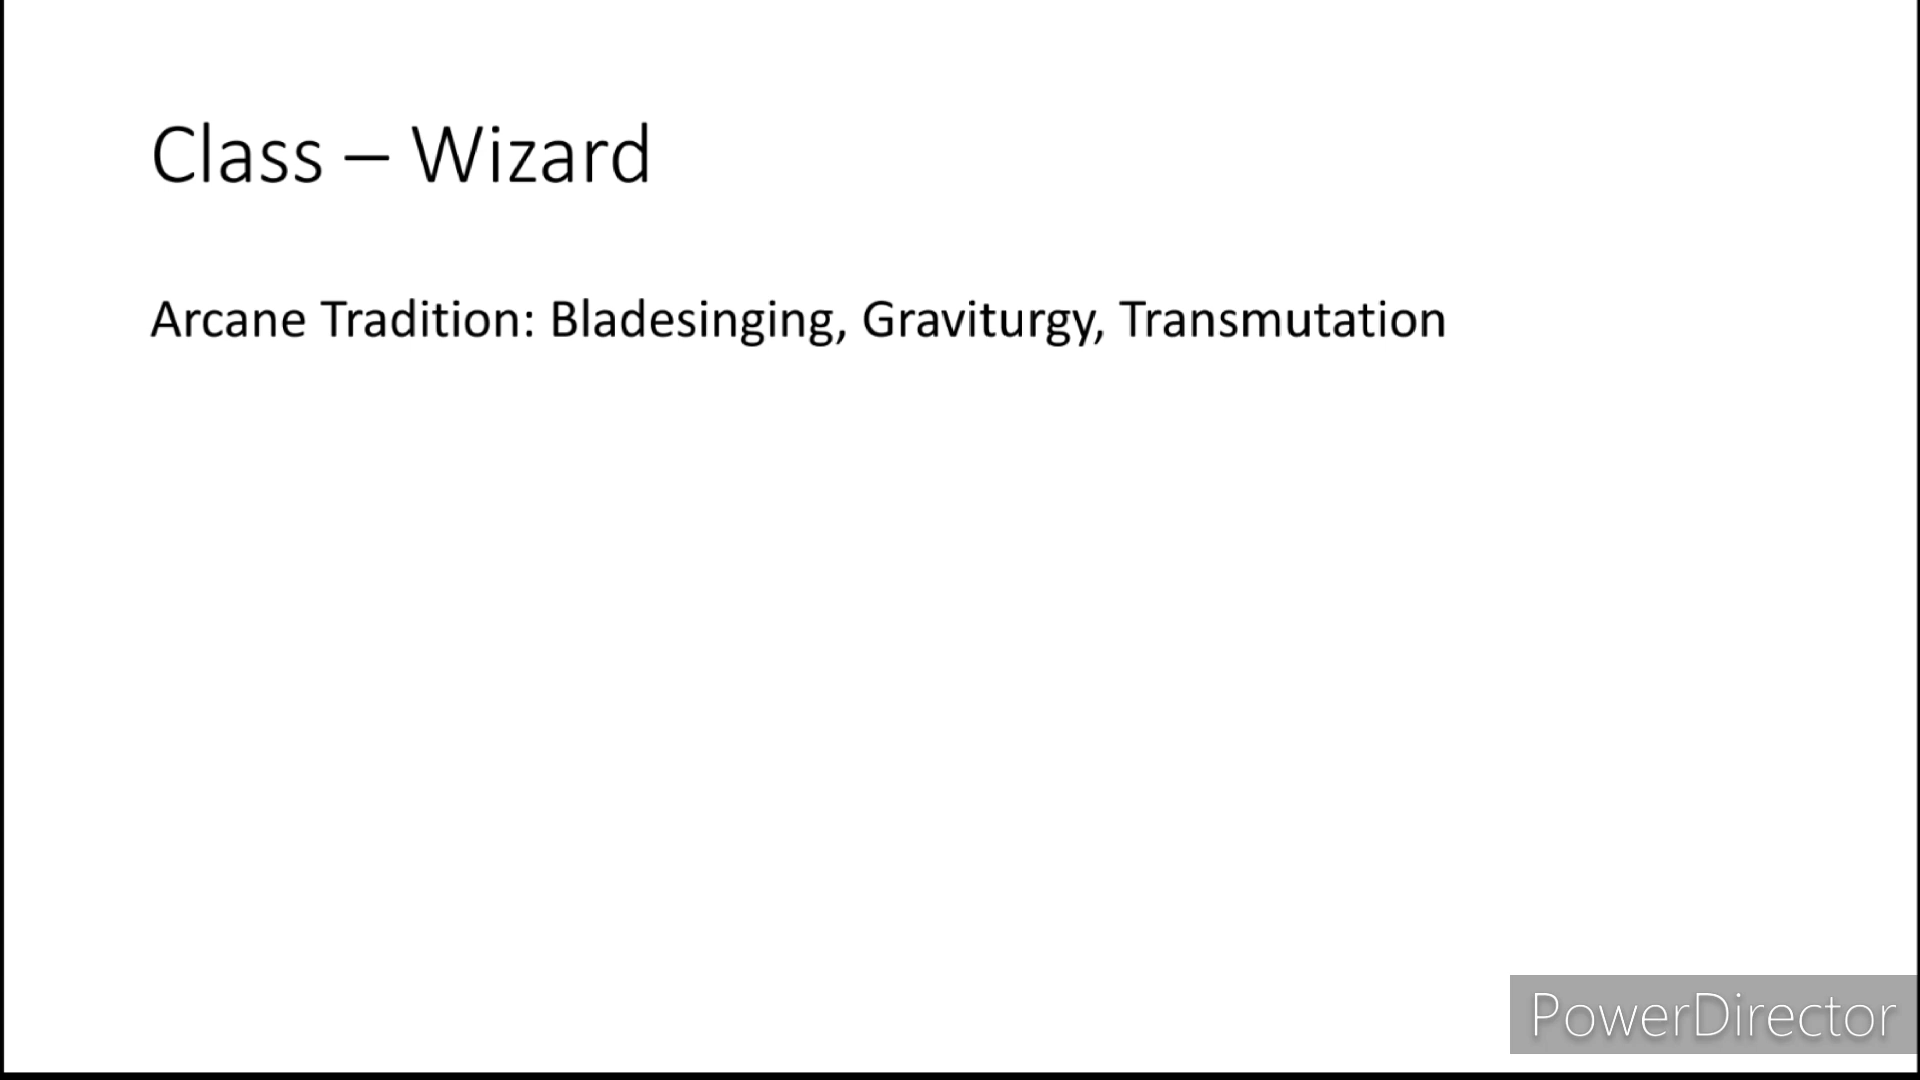 Class – Wizard
Arcane Tradition: Bladesinging, Graviturgy, Transmutation
PowerDirector